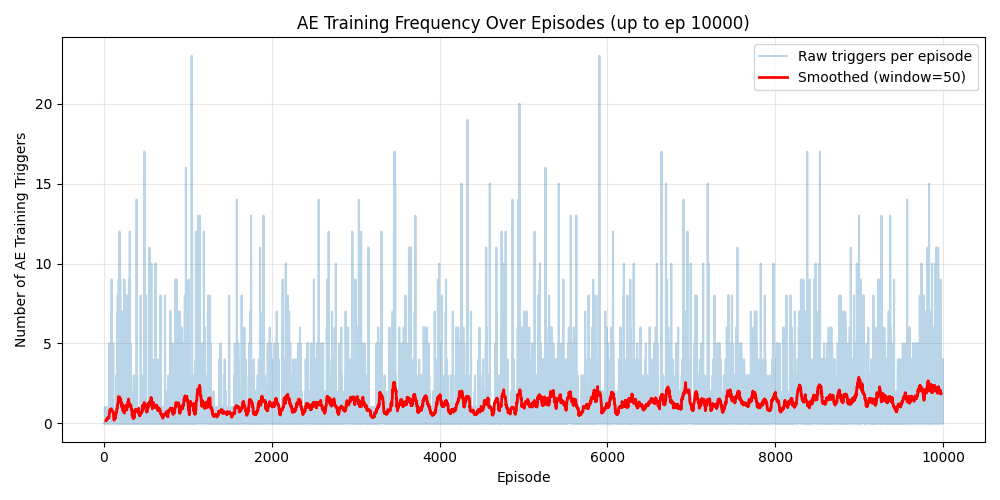 AE Training Frequency Over Episodes (up to ep 10000)
Raw triggers per episode
Smoothed (window=50)
Number of AE Training Triggers
20
15
10
5
0
0 2000 4000 6000 8000 10000
Episode